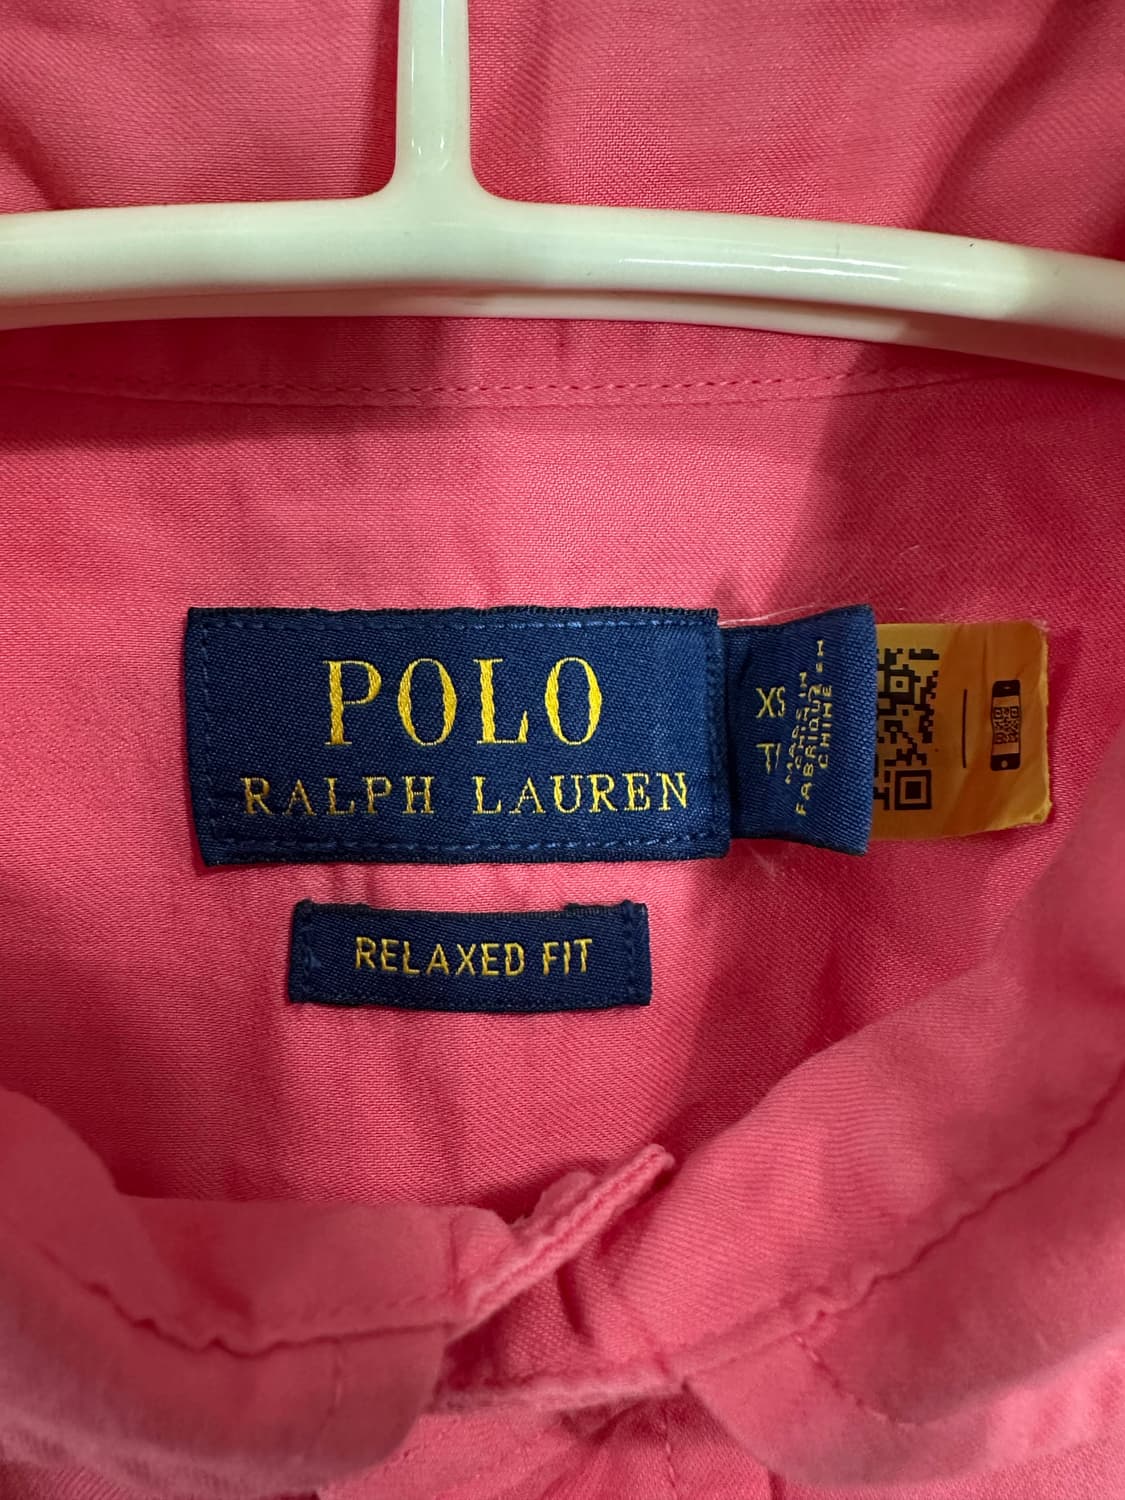 POLO
RALPH LAUREN
XS
MADE IN
CHINA
FABRIQUÉ EN
CHINE
RELAXED FIT